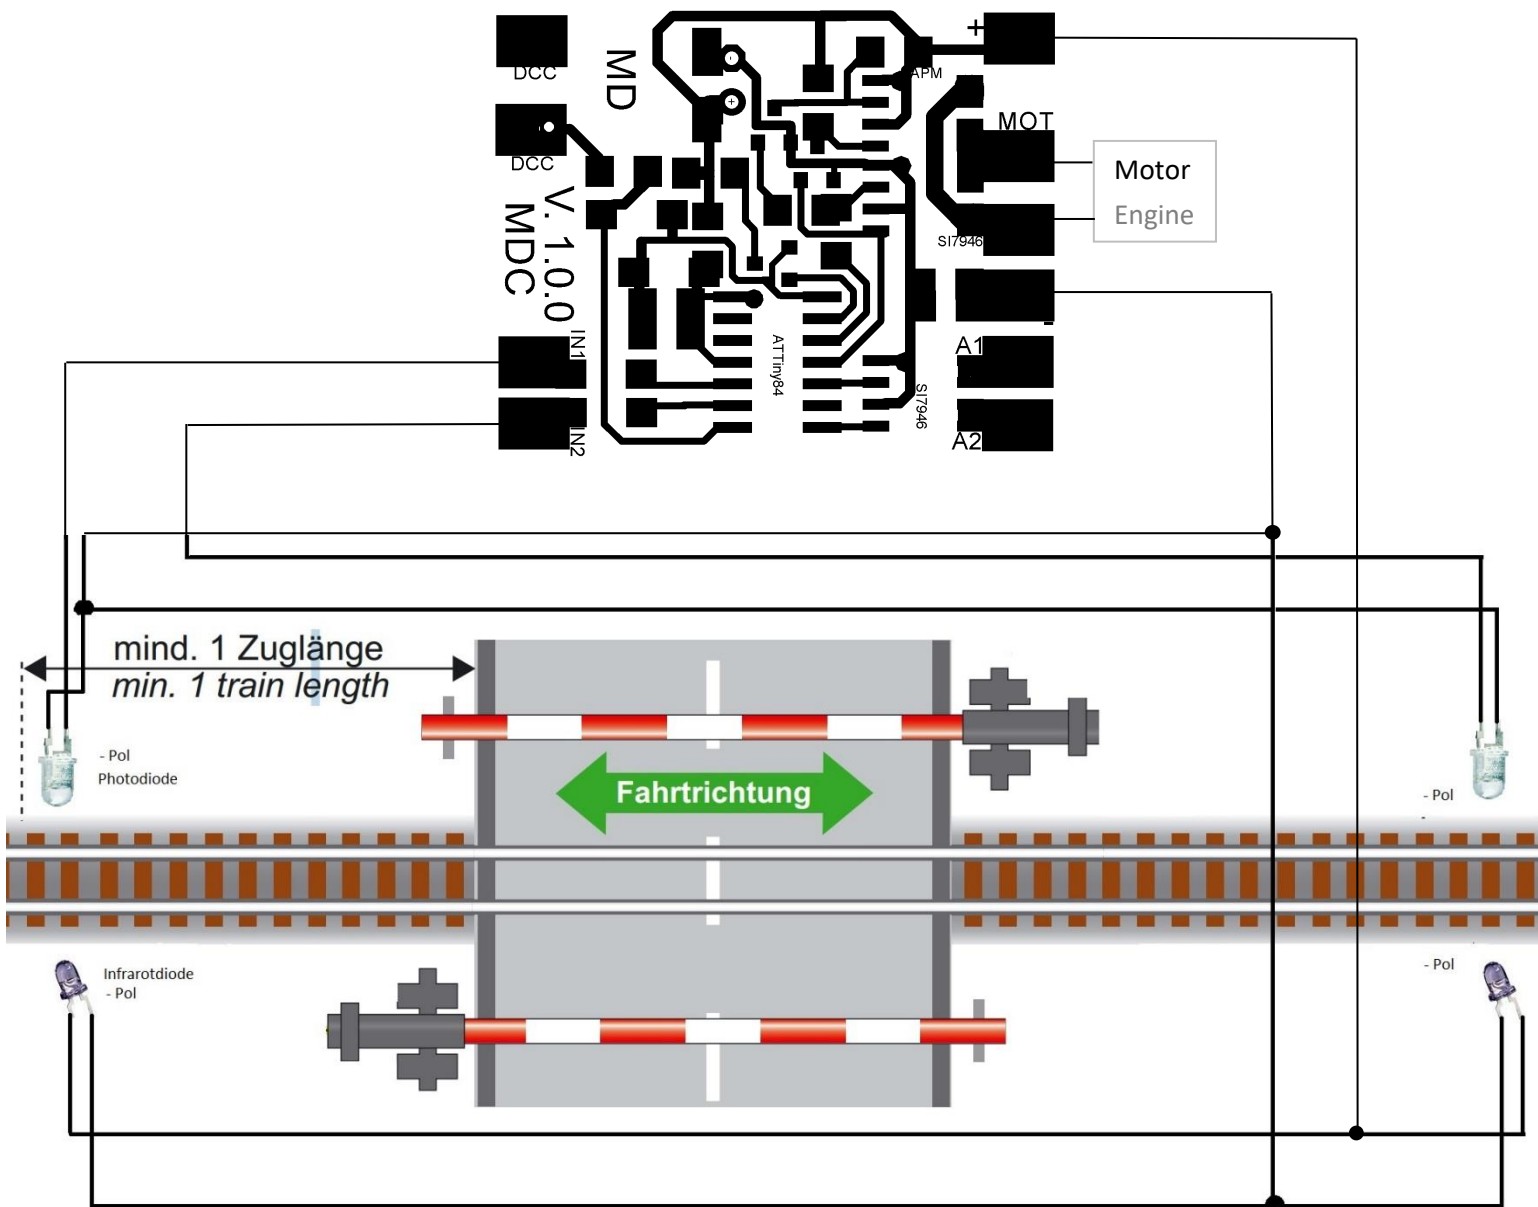 +
DCC
MD
APM
MOT
DCC
Motor
Engine
V. 1.0.0
MDC
SI7946
-
IN1
ATTiny84
A1
SI7946
IN2
A2
mind. 1 Zuglänge
min. 1 train length
- Pol
Photodiode
Fahrtrichtung
- Pol
Infrarotdiode
- Pol
- Pol